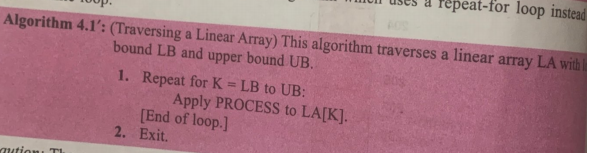 uses a repeat-for loop instead
Algorithm 4.1': (Traversing a Linear Array) This algorithm traverses a linear array LA with
bound LB and upper bound UB.
1. Repeat for K = LB to UB:
Apply PROCESS to LA[K].
[End of loop.]
2. Exit.